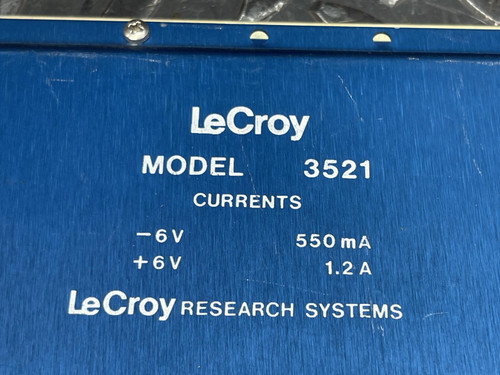 LeCroy
MODEL 3521
CURRENTS
−6V 550mA
+6V 1.2A
LeCroy RESEARCH SYSTEMS